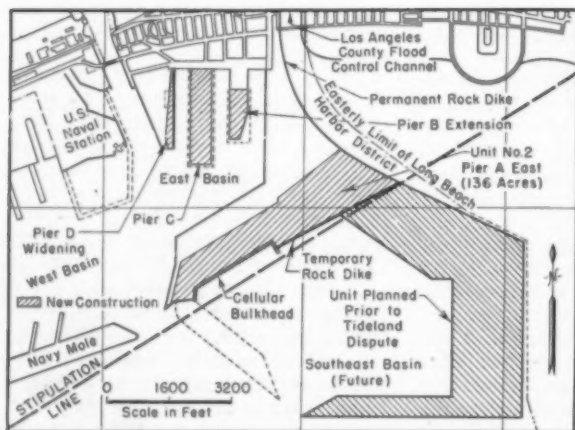 Los Angeles
County Flood
Control Channel
Permanent Rock Dike
Easterly Limit of Long Beach
Harbor District
Pier B Extension
Unit No. 2
Pier A East
(136 Acres)
U.S.
Naval
Station
East Basin
Pier C
Pier D
Widening
West Basin
Temporary
Rock Dike
New Construction
Cellular
Bulkhead
Unit Planned
Prior to
Tideland
Dispute
Southeast Basin
(Future)
Navy Mole
STIPULATION
LINE
0 1600 3200
Scale in Feet
N